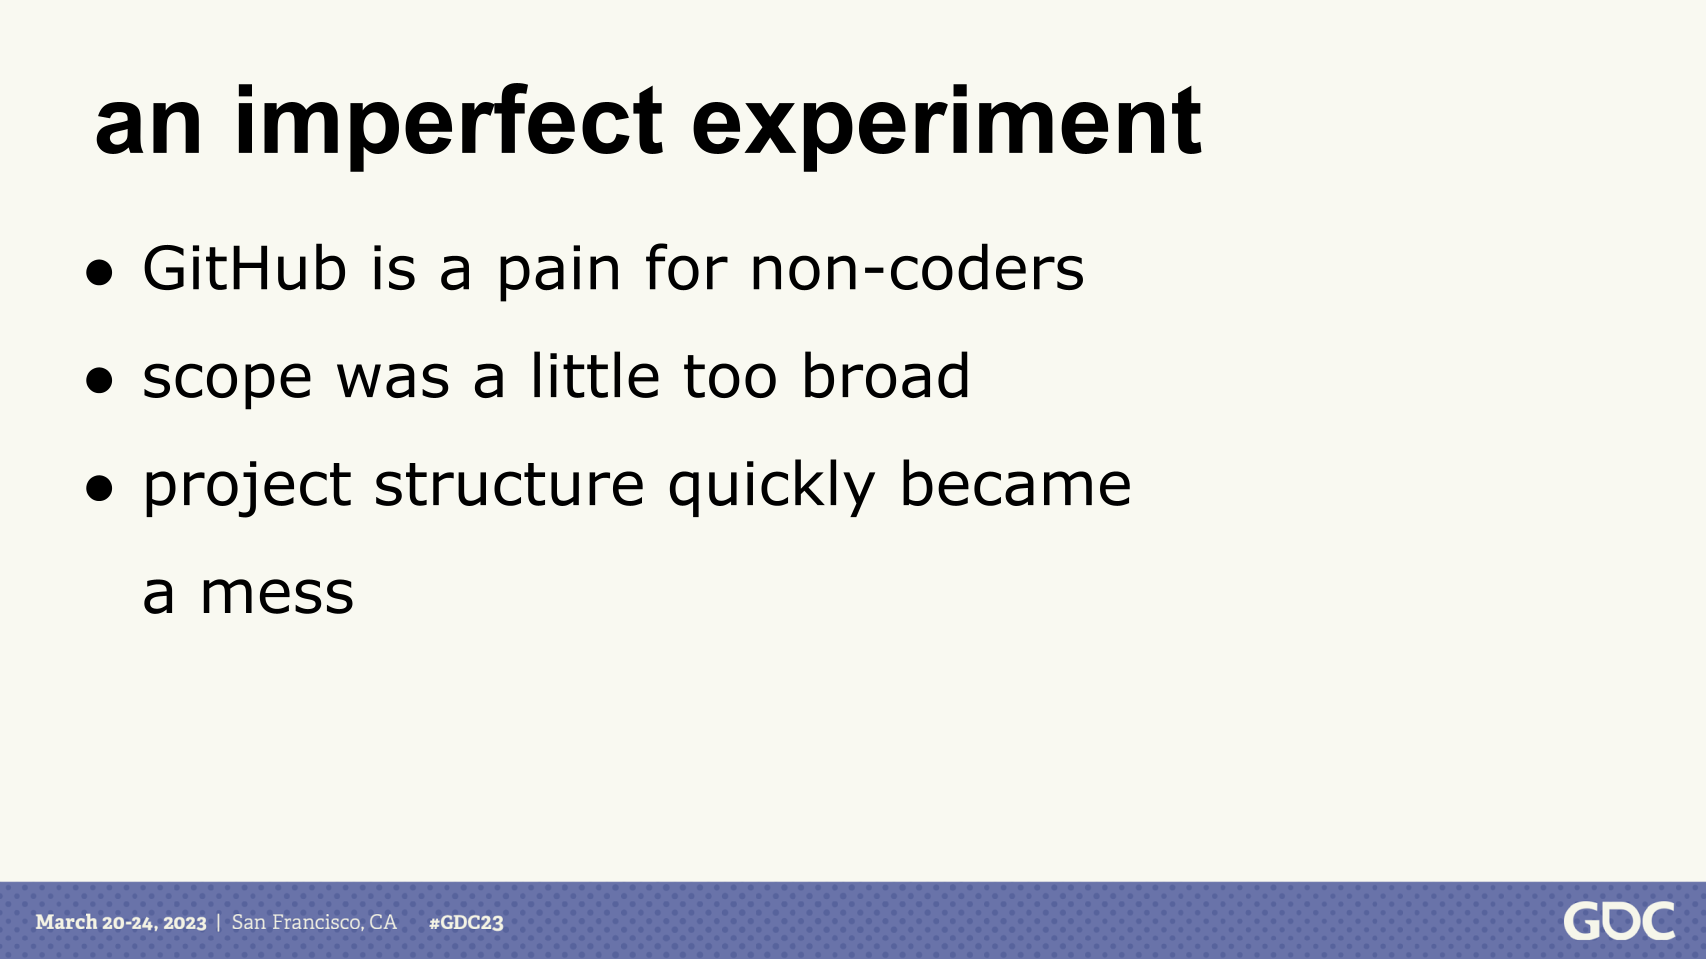 an imperfect experiment
● GitHub is a pain for non-coders
● scope was a little too broad
● project structure quickly became
a mess
March 20-24, 2023 | San Francisco, CA #GDC23
GDC